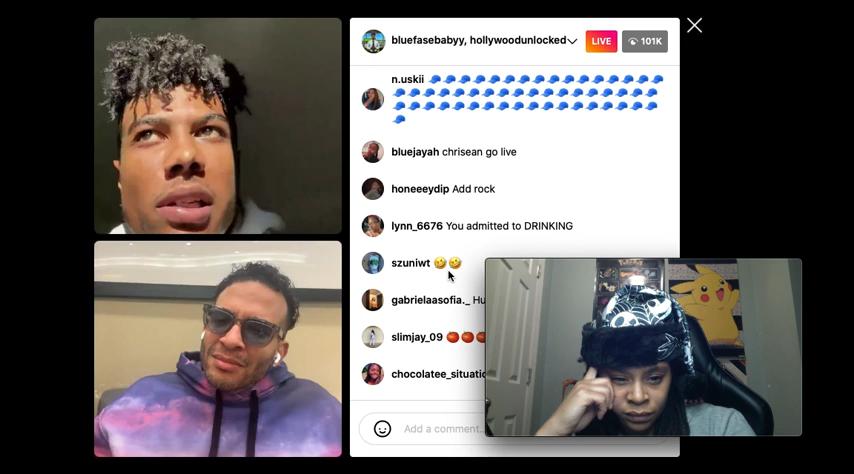 bluefasebabyy, hollywoodunlocked
LIVE
101K
n.uskii
bluejayah chrisean go live
honeeeydip Add rock
lynn_6676 You admitted to DRINKING
szuniwt
gabrielaasofia._
slimjay_09
Add a comment...